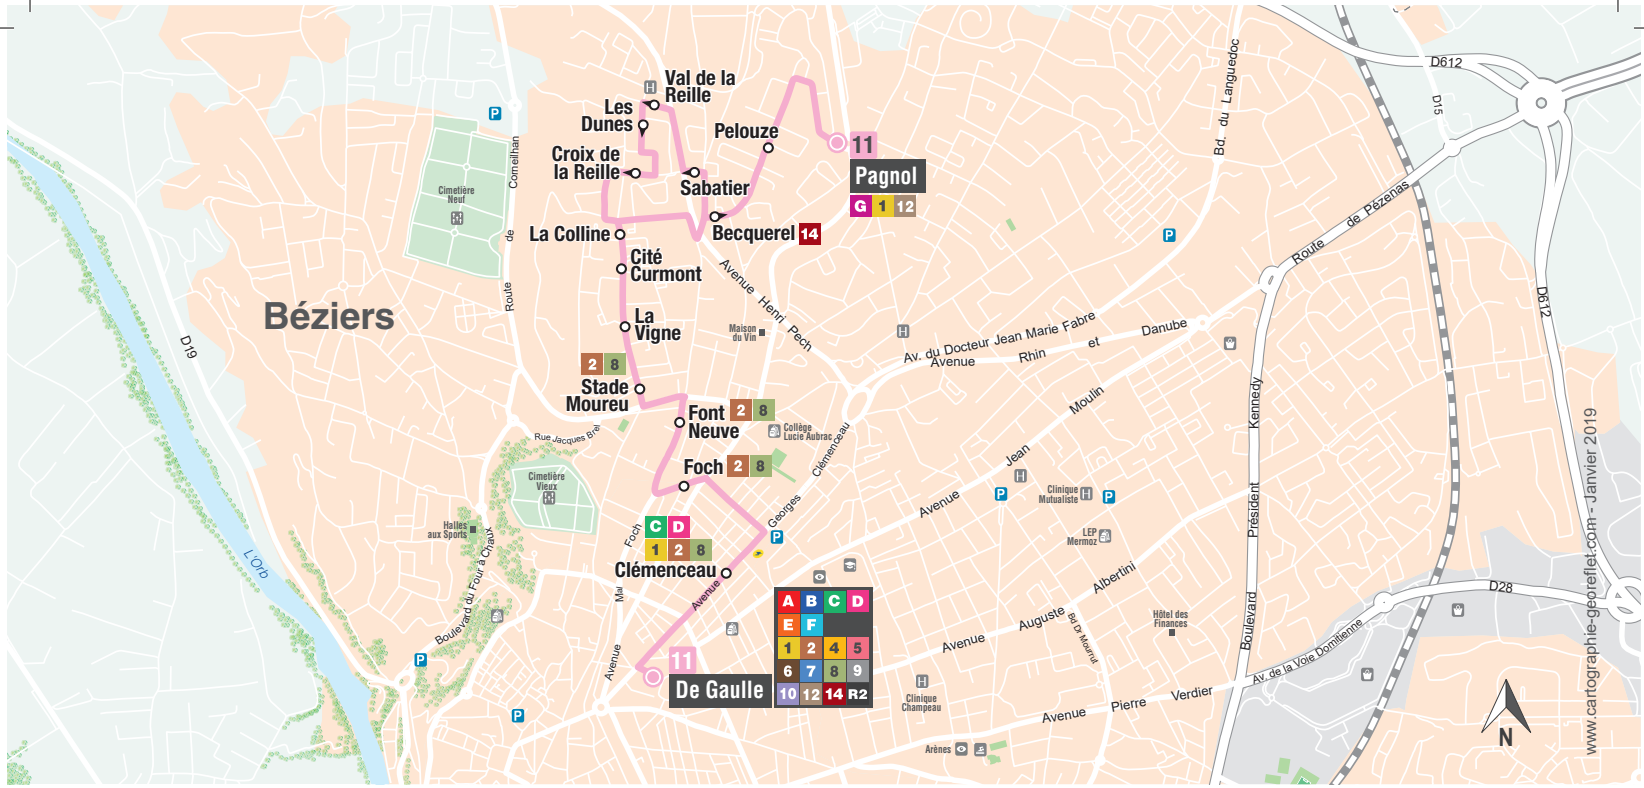 D612
D15
Bd. du Languedoc
Val de la
Reille
Les
Dunes
Pelouze
11
Pagnol
G 1 12
Croix de
la Reille
Sabatier
Becquerel 14
Cimetière
Neuf
Route de Corneilhan
La Colline
Cité
Curmont
La
Vigne
Béziers
D19
Avenue Henri Pech
Maison
du Vin
Route de Pézenas
D612
Av. du Docteur Jean Marie Fabre
Avenue Rhin et Danube
2 8
Stade
Moureu
Font
Neuve
2 8
Collège
Lucie Aubrac
Rue Jacques Brel
Foch 2 8
Cimetière
Vieux
Avenue Georges Clémenceau
Avenue Jean Moulin
Boulevard Président Kennedy
Clinique
Mutualiste
LEP
Mermoz
Halles
aux Sports
C D
1 2 8
Clémenceau
L'Orb
Boulevard du Four à Chaux
Avenue Mal Foch
A B C D
E F
1 2 4 5
6 7 8 9
10 12 14 R2
11
De Gaulle
Avenue Auguste Albertini
Bd Dr Mourrut
Hôtel des
Finances
D28
Av. de la Voie Domitienne
Clinique
Champeau
Avenue Pierre Verdier
Arènes
N
www.cartographie-georeflet.com - Janvier 2019
P
P
P
P
P
P
P
H
H
H
H
H